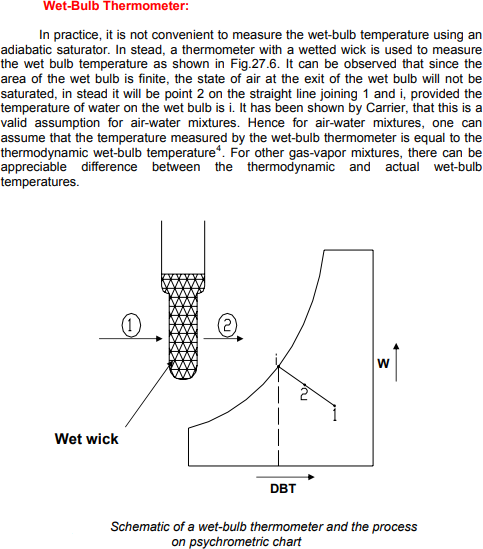 Wet-Bulb Thermometer:
In practice, it is not convenient to measure the wet-bulb temperature using an
adiabatic saturator. In stead, a thermometer with a wetted wick is used to measure
the wet bulb temperature as shown in Fig.27.6. It can be observed that since the
area of the wet bulb is finite, the state of air at the exit of the wet bulb will not be
saturated, in stead it will be point 2 on the straight line joining 1 and i, provided the
temperature of water on the wet bulb is i. It has been shown by Carrier, that this is a
valid assumption for air-water mixtures. Hence for air-water mixtures, one can
assume that the temperature measured by the wet-bulb thermometer is equal to the
thermodynamic wet-bulb temperature⁴. For other gas-vapor mixtures, there can be
appreciable difference between the thermodynamic and actual wet-bulb
temperatures.
1
2
i
2
1
W
Wet wick
DBT
Schematic of a wet-bulb thermometer and the process
on psychrometric chart